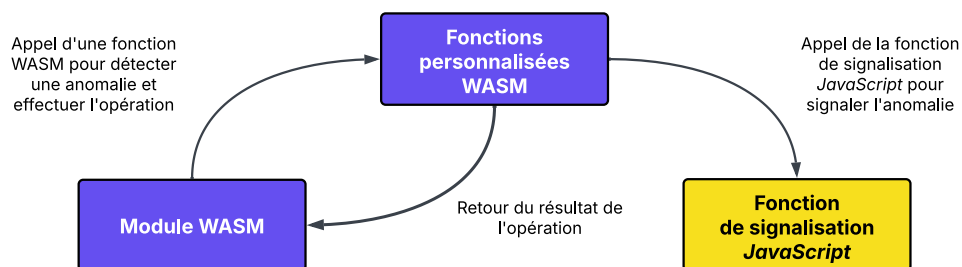 Appel d'une fonction
WASM pour détecter
une anomalie et
effectuer l'opération
Fonctions
personnalisées
WASM
Appel de la fonction
de signalisation
JavaScript pour
signaler l'anomalie
Module WASM
Retour du résultat de
l'opération
Fonction
de signalisation
JavaScript